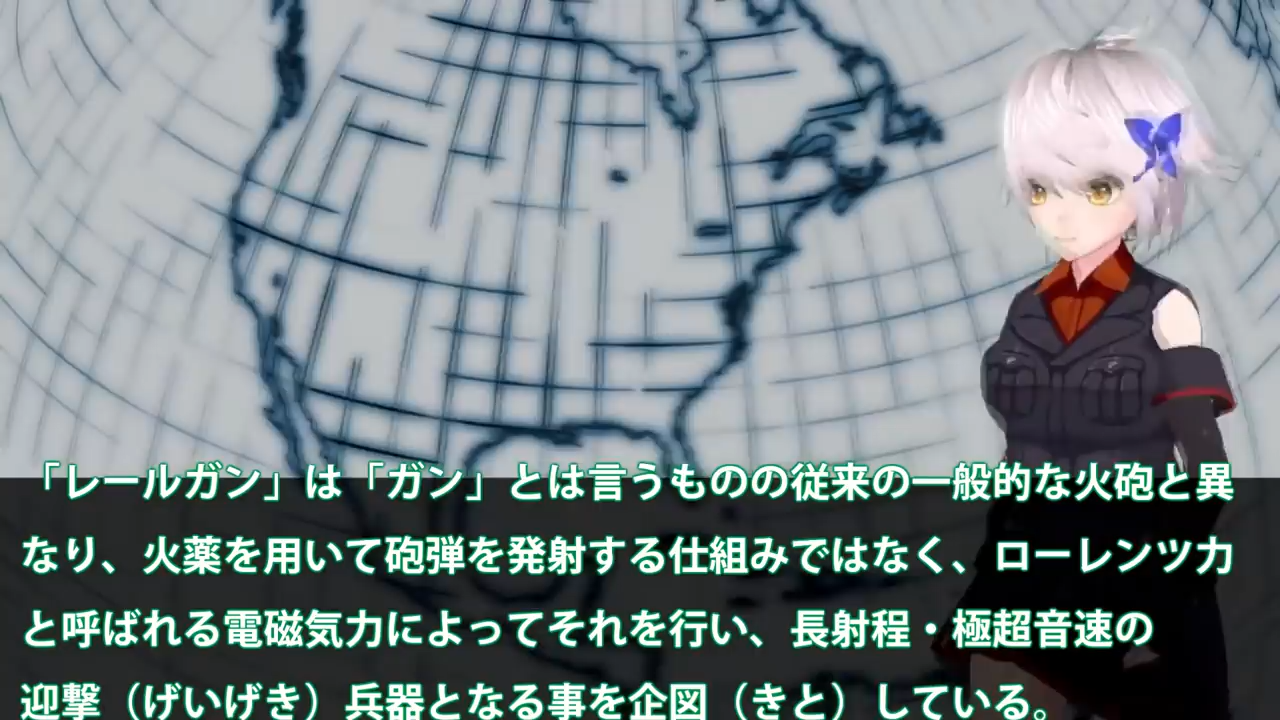 「レールガン」は「ガン」とは言うものの従来の一般的な火砲と異
なり、火薬を用いて砲弾を発射する仕組みではなく、ローレンツ力
と呼ばれる電磁気力によってそれを行い、長射程・極超音速の
迎撃（げいげき）兵器となる事を企図（きと）している。